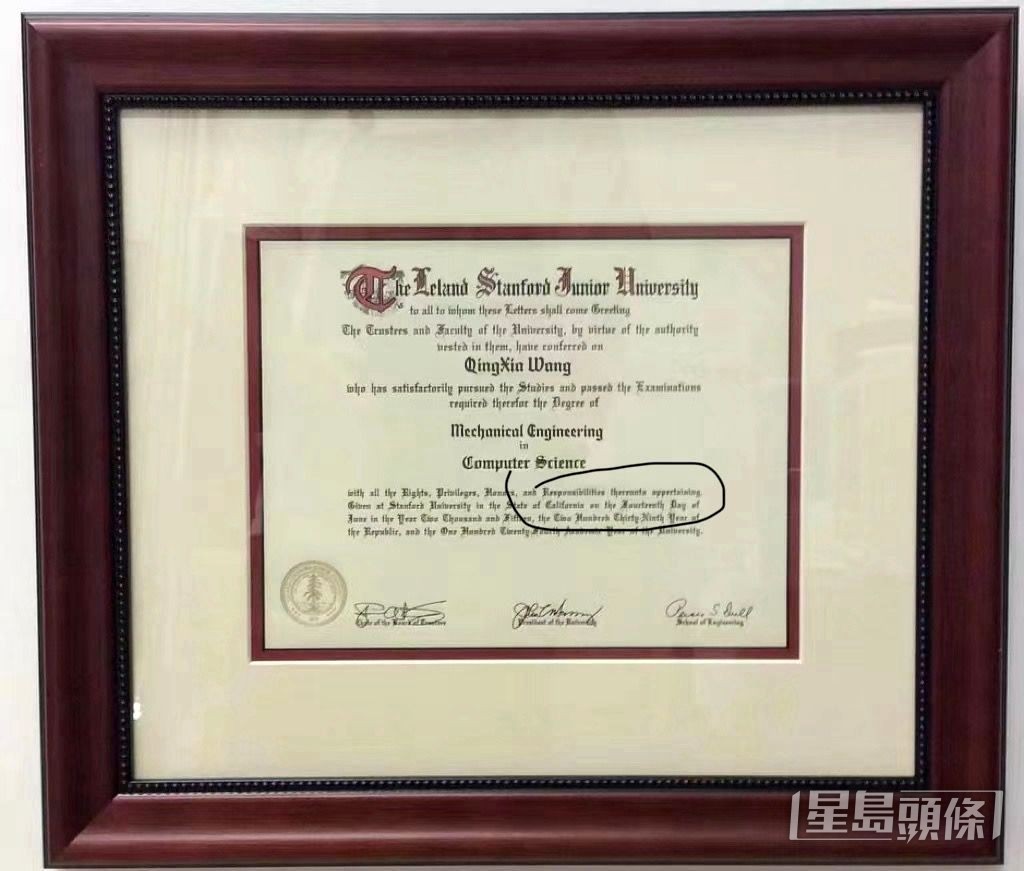 The Leland Stanford Junior University
to all to whom these Letters shall come Greeting
The Trustees and Faculty of the University, by virtue of the authority
vested in them, have conferred on
QingXia Wang
who has satisfactorily pursued the Studies and passed the Examinations
required therefor the Degree of
Mechanical Engineering
in
Computer Science
with all the Rights, Privileges, Honors, and Responsibilities thereunto appertaining.
Given at Stanford University in the State of California on the Fourteenth Day of
June in the Year Two Thousand and Fifteen, the Two Hundred Thirty-Ninth Year of
the Republic, and the One Hundred Twenty-Fourth Academic Year of the University.
of the Board of Trustees
President of the University
School of Engineering
星島頭條